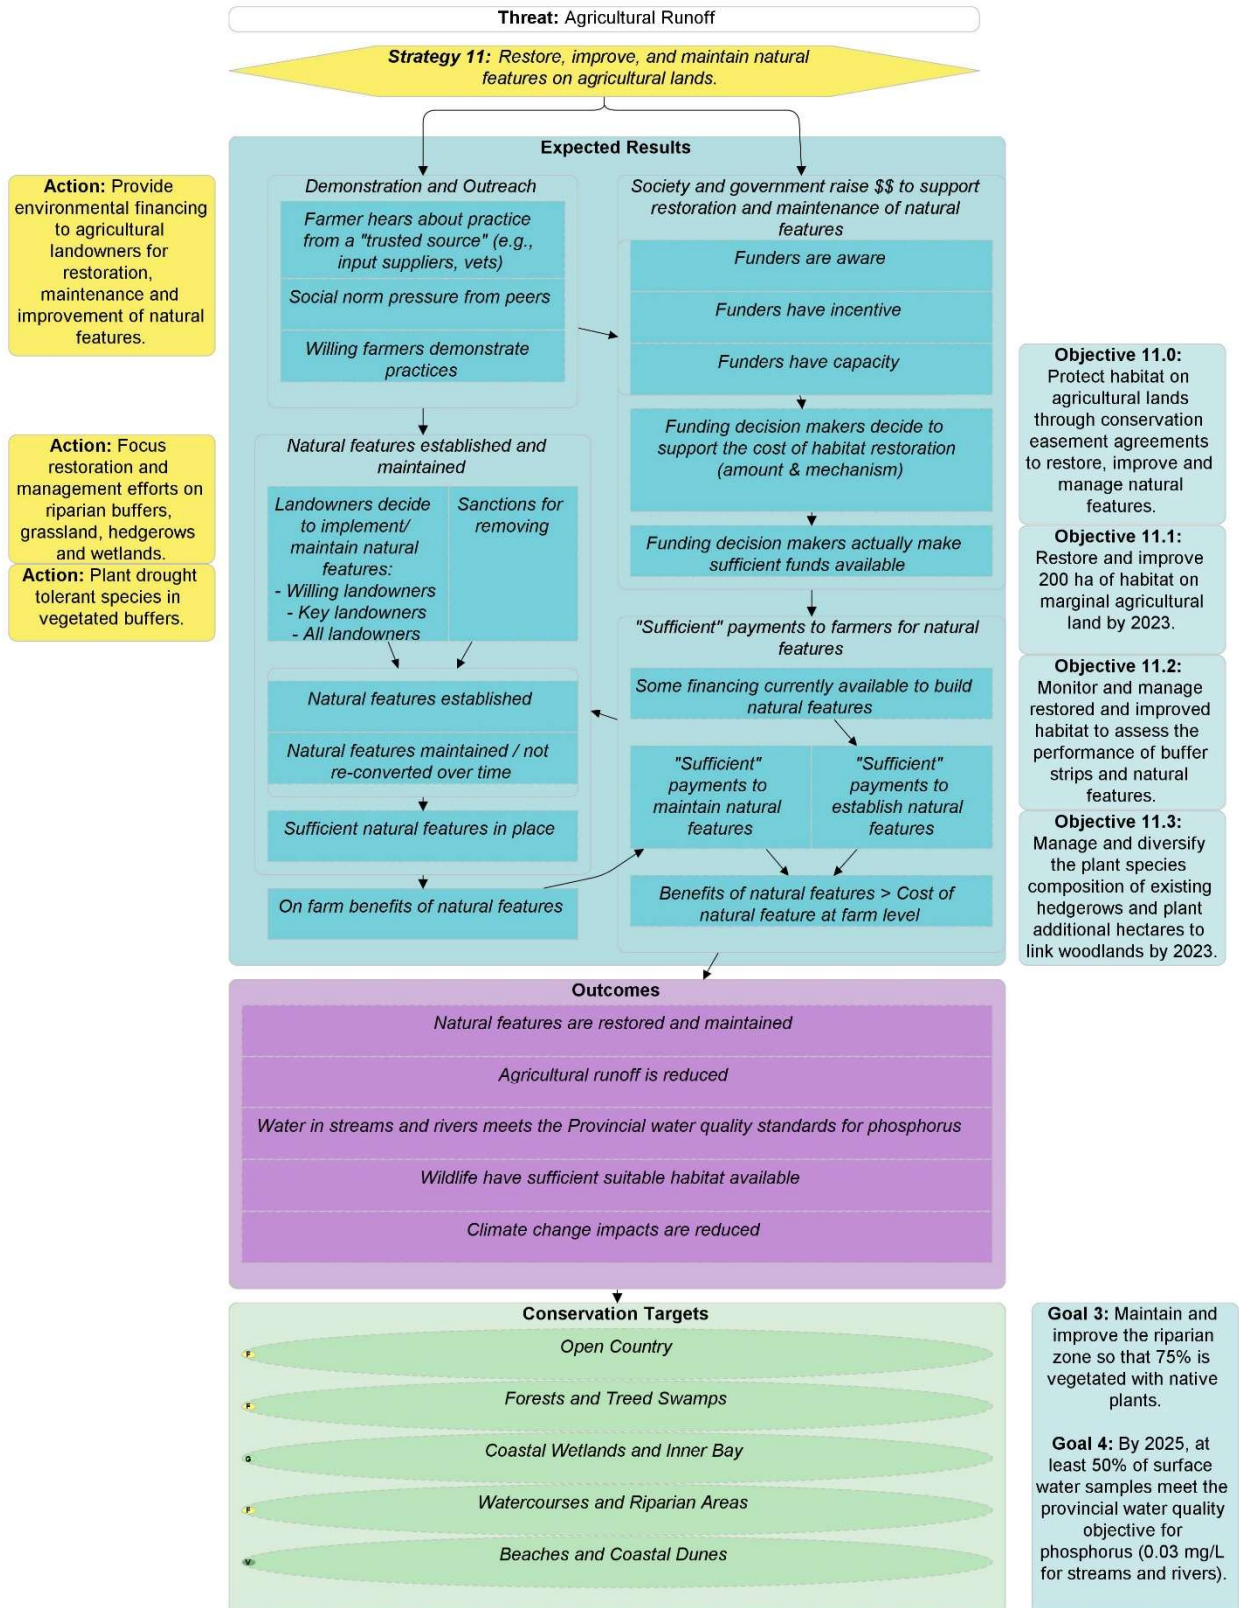 Threat: Agricultural Runoff
Strategy 11: Restore, improve, and maintain natural
features on agricultural lands.
Expected Results
Action: Provide
environmental financing
to agricultural
landowners for
restoration,
maintenance and
improvement of natural
features.
Action: Focus
restoration and
management efforts on
riparian buffers,
grassland, hedgerows
and wetlands.
Action: Plant drought
tolerant species in
vegetated buffers.
Demonstration and Outreach
Farmer hears about practice
from a "trusted source" (e.g.,
input suppliers, vets)
Social norm pressure from peers
Willing farmers demonstrate
practices
Natural features established and
maintained
Landowners decide
to implement/
maintain natural
features:
- Willing landowners
- Key landowners
- All landowners
Sanctions for
removing
Natural features established
Natural features maintained / not
re-converted over time
Sufficient natural features in place
On farm benefits of natural features
Society and government raise $$ to support
restoration and maintenance of natural
features
Funders are aware
Funders have incentive
Funders have capacity
Funding decision makers decide to
support the cost of habitat restoration
(amount & mechanism)
Funding decision makers actually make
sufficient funds available
"Sufficient" payments to farmers for natural
features
Some financing currently available to build
natural features
"Sufficient"
payments to
maintain natural
features
"Sufficient"
payments to
establish natural
features
Benefits of natural features > Cost of
natural feature at farm level
Objective 11.0:
Protect habitat on
agricultural lands
through conservation
easement agreements
to restore, improve and
manage natural
features.
Objective 11.1:
Restore and improve
200 ha of habitat on
marginal agricultural
land by 2023.
Objective 11.2:
Monitor and manage
restored and improved
habitat to assess the
performance of buffer
strips and natural
features.
Objective 11.3:
Manage and diversify
the plant species
composition of existing
hedgerows and plant
additional hectares to
link woodlands by 2023.
Outcomes
Natural features are restored and maintained
Agricultural runoff is reduced
Water in streams and rivers meets the Provincial water quality standards for phosphorus
Wildlife have sufficient suitable habitat available
Climate change impacts are reduced
Conservation Targets
F Open Country
F Forests and Treed Swamps
G Coastal Wetlands and Inner Bay
F Watercourses and Riparian Areas
V Beaches and Coastal Dunes
Goal 3: Maintain and
improve the riparian
zone so that 75% is
vegetated with native
plants.
Goal 4: By 2025, at
least 50% of surface
water samples meet the
provincial water quality
objective for
phosphorus (0.03 mg/L
for streams and rivers).